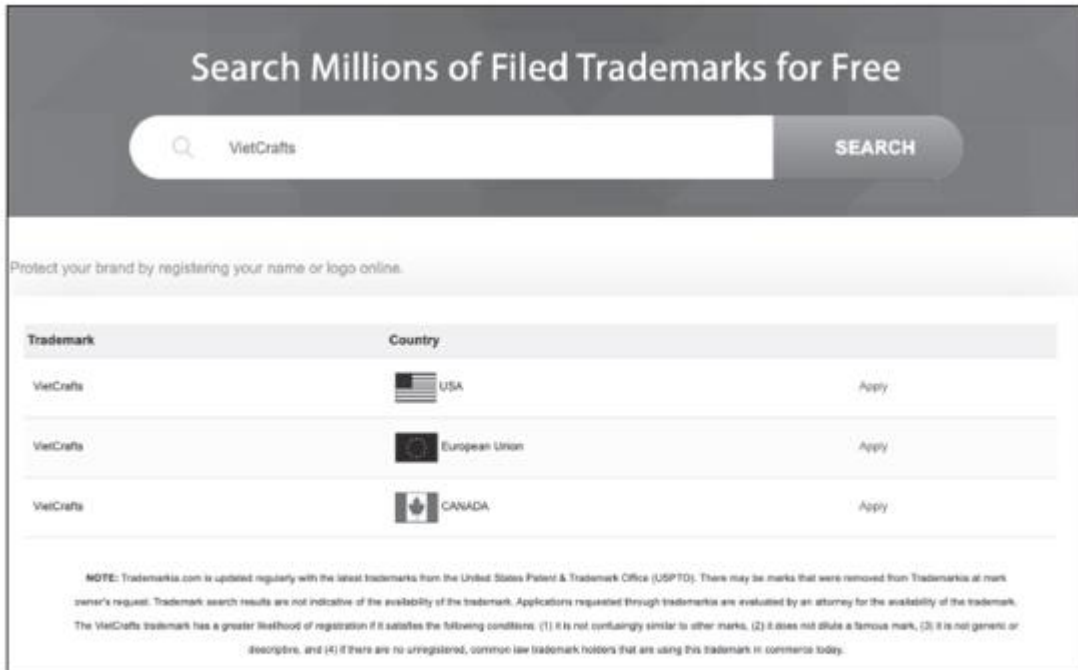 Search Millions of Filed Trademarks for Free
VietCrafts SEARCH
Protect your brand by registering your name or logo online.
Trademark Country
VietCrafts USA Apply
VietCrafts European Union Apply
VietCrafts CANADA Apply
NOTE: Trademarkia.com is updated regularly with the latest trademarks from the United States Patent & Trademark Office (USPTO). There may be marks that were removed from Trademarkia at mark
owner's request. Trademark search results are not indicative of the availability of the trademark. Applications requested through trademarkia are evaluated by an attorney for the availability of the trademark.
The VietCrafts trademark has a greater likelihood of registration if it satisfies the following conditions: (1) it is not confusingly similar to other marks, (2) it does not dilute a famous mark, (3) it is not generic or
descriptive, and (4) if there are no unregistered, common law trademark holders that are using this trademark in commerce today.